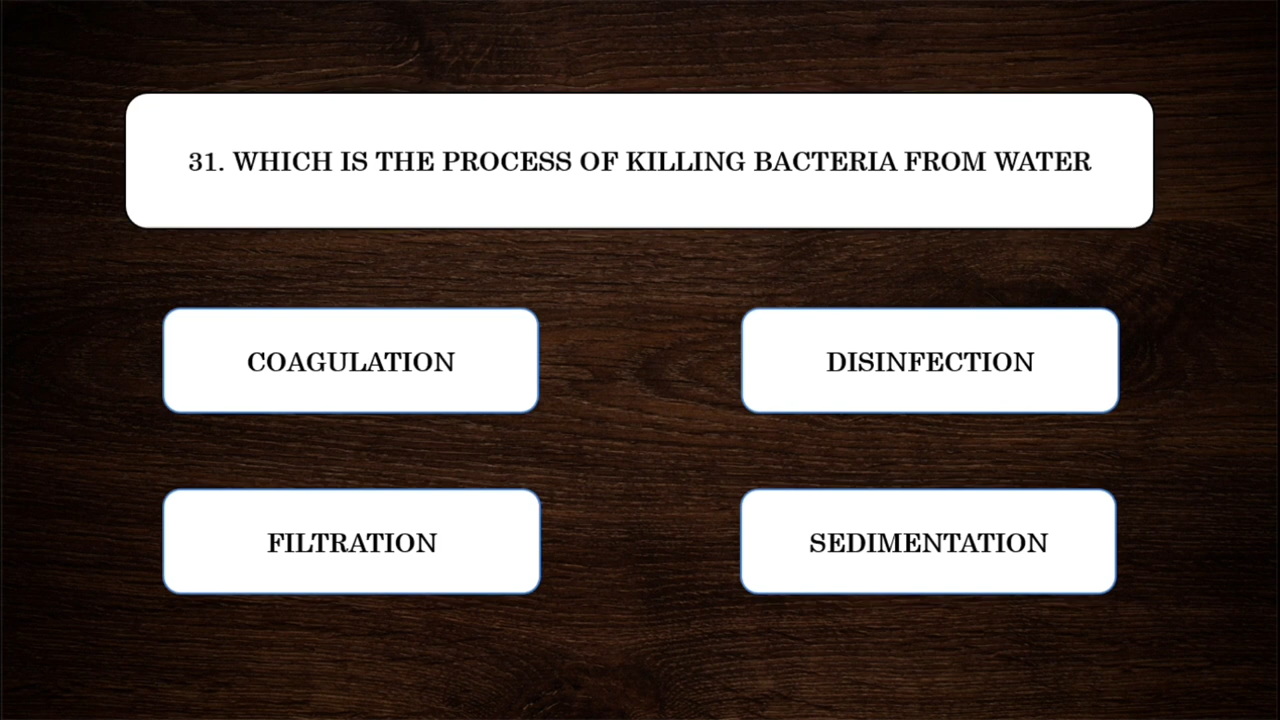 31. WHICH IS THE PROCESS OF KILLING BACTERIA FROM WATER
COAGULATION
DISINFECTION
FILTRATION
SEDIMENTATION